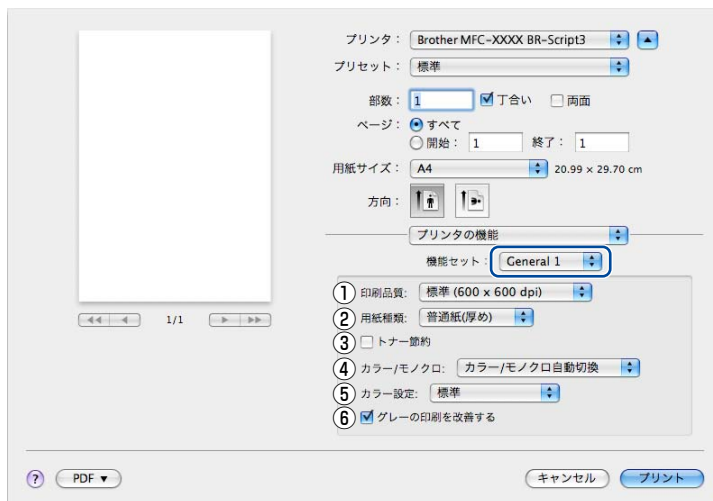 プリンタ： Brother MFC-XXXX BR-Script3
プリセット： 標準
部数： 1 丁合い 両面
ページ： すべて
開始： 1 終了： 1
用紙サイズ： A4 20.99 x 29.70 cm
方向：
プリンタの機能
機能セット： General 1
① 印刷品質: 標準 (600 x 600 dpi)
② 用紙種類: 普通紙(厚め)
③ トナー節約
④ カラー/モノクロ: カラー/モノクロ自動切換
⑤ カラー設定: 標準
⑥ グレーの印刷を改善する
1/1
? PDF ▼ キャンセル プリント